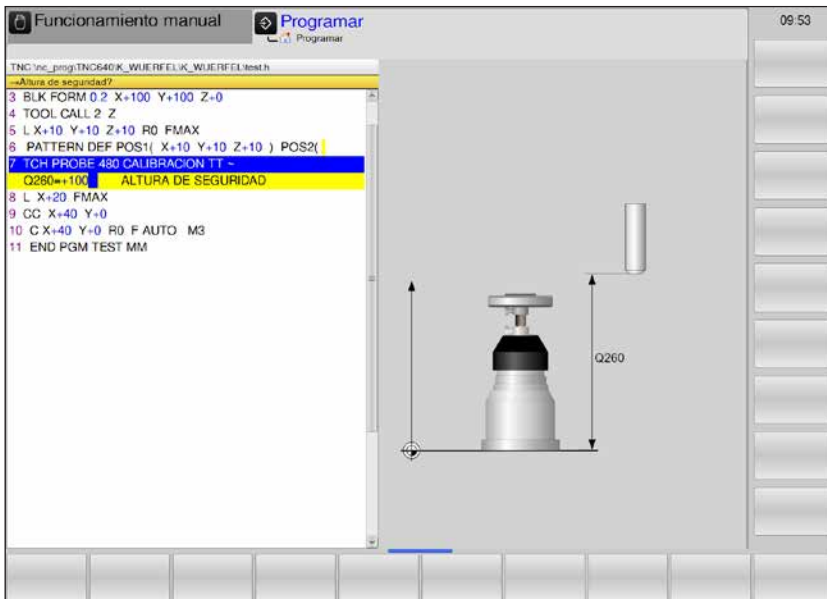 Funcionamiento manual
Programar
Programar
09:53
TNC:\nc_prog\TNC640\K_WUERFEL\K_WUERFEL\test.h
→Altura de seguridad?
3 BLK FORM 0.2 X+100 Y+100 Z+0
4 TOOL CALL 2 Z
5 L X+10 Y+10 Z+10 R0 FMAX
6 PATTERN DEF POS1( X+10 Y+10 Z+10 ) POS2(
7 TCH PROBE 480 CALIBRACION TT ~
Q260=+100 ALTURA DE SEGURIDAD
8 L X+20 FMAX
9 CC X+40 Y+0
10 C X+40 Y+0 R0 F AUTO M3
11 END PGM TEST MM
Q260